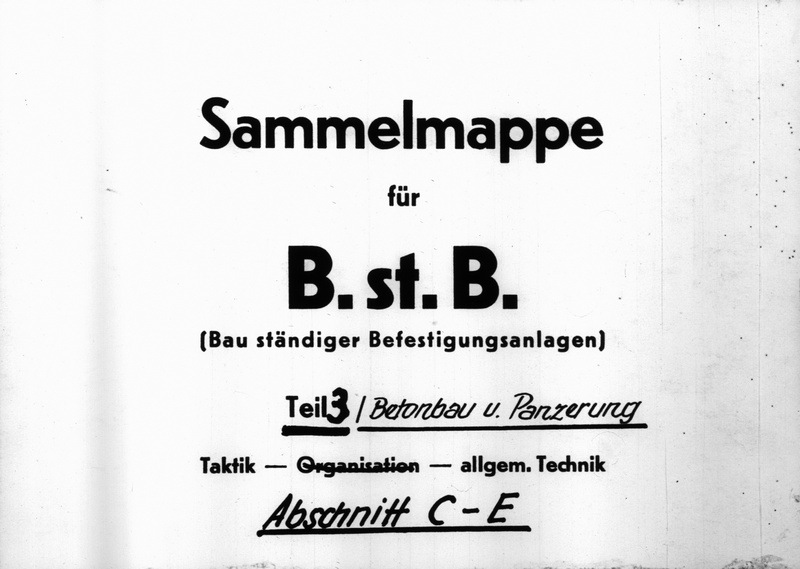 Sammelmappe
für
B. st. B.
(Bau ständiger Befestigungsanlagen)
Teil 3 / Betonbau u. Panzerung
Taktik — Organisation — allgem. Technik
Abschnitt C - E